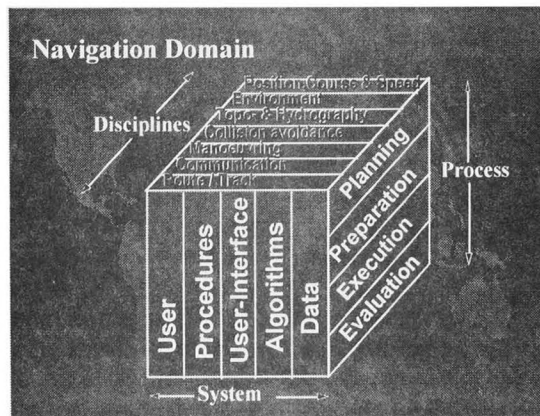 Navigation Domain
Disciplines
Position Course & Speed
Environment
Topo & Hydrography
Collision avoidance
Manoeuvring
Communication
Route / Track
Process
Planning
Preparation
Execution
Evaluation
User
Procedures
User-Interface
Algorithms
Data
System